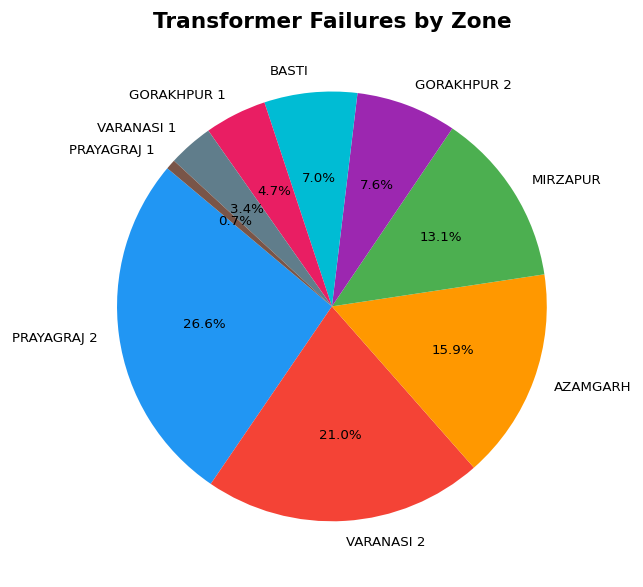 Transformer Failures by Zone
BASTI
GORAKHPUR 2
GORAKHPUR 1
VARANASI 1
PRAYAGRAJ 1
MIRZAPUR
7.0%
7.6%
4.7%
3.4%
0.7%
13.1%
26.6%
PRAYAGRAJ 2
15.9%
AZAMGARH
21.0%
VARANASI 2